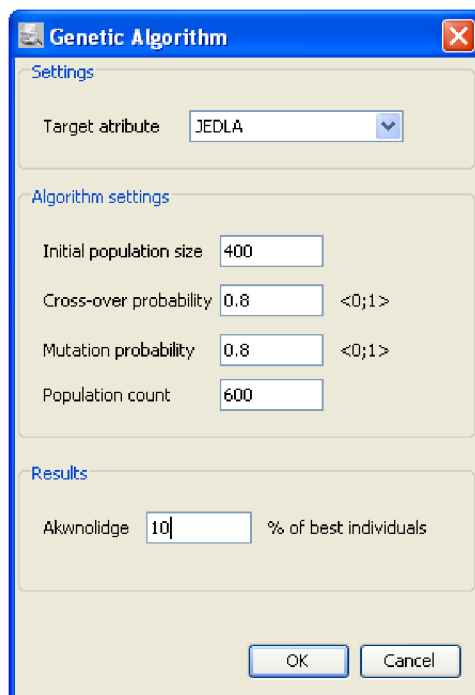 Genetic Algorithm
Settings
Target atribute JEDLA
Algorithm settings
Initial population size 400
Cross-over probability 0.8 <0;1>
Mutation probability 0.8 <0;1>
Population count 600
Results
Akwnolidge 10 % of best individuals
OK Cancel